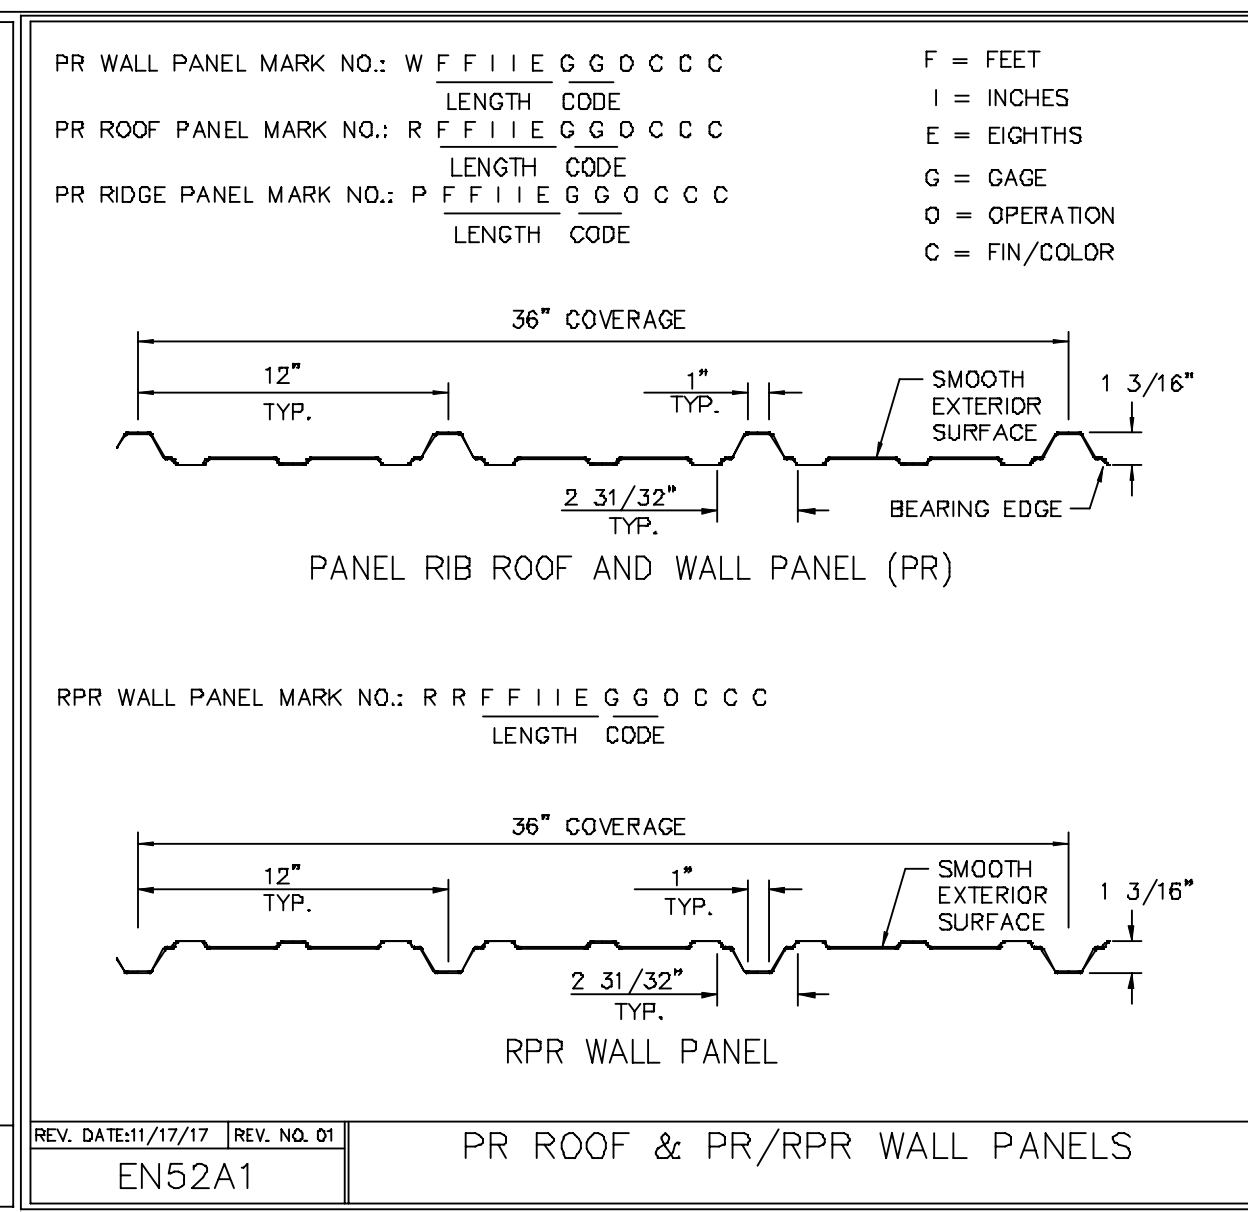 PR WALL PANEL MARK NO.: W F F I I E G G O C C C
LENGTH CODE
PR ROOF PANEL MARK NO.: R F F I I E G G O C C C
LENGTH CODE
PR RIDGE PANEL MARK NO.: P F F I I E G G O C C C
LENGTH CODE
F = FEET
I = INCHES
E = EIGHTHS
G = GAGE
O = OPERATION
C = FIN/COLOR
36" COVERAGE
12"
TYP.
1"
TYP.
SMOOTH
EXTERIOR
SURFACE
1 3/16"
2 31/32"
TYP.
BEARING EDGE
PANEL RIB ROOF AND WALL PANEL (PR)
RPR WALL PANEL MARK NO.: R R F F I I E G G O C C C
LENGTH CODE
36" COVERAGE
12"
TYP.
1"
TYP.
SMOOTH
EXTERIOR
SURFACE
1 3/16"
2 31/32"
TYP.
RPR WALL PANEL
REV. DATE:11/17/17 REV. NO. 01
EN52A1
PR ROOF & PR/RPR WALL PANELS